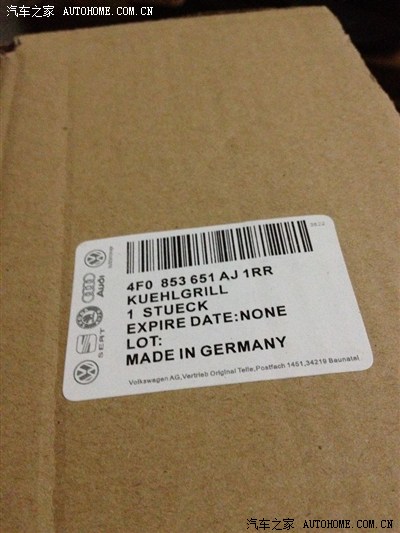 汽车之家 AUTOHOME.COM.CN
4F0 853 651 AJ 1RR
KUEHLGRILL
1 STUECK
EXPIRE DATE:NONE
LOT:
MADE IN GERMANY
Volkswagen AG,Vertrieb Original Teile,Postfach 1451,34219 Baunatal
Audi
SEAT
汽车之家 AUTOHOME.COM.CN